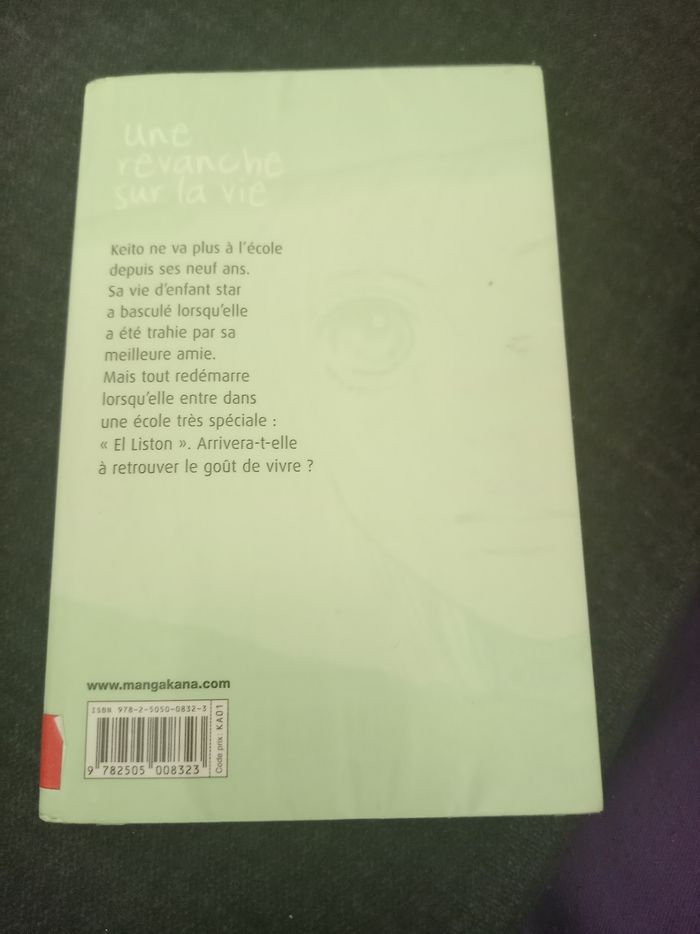 une
revanche
sur la vie
Keito ne va plus à l'école
depuis ses neuf ans.
Sa vie d'enfant star
a basculé lorsqu'elle
a été trahie par sa
meilleure amie.
Mais tout redémarre
lorsqu'elle entre dans
une école très spéciale :
« El Liston ». Arrivera-t-elle
à retrouver le goût de vivre ?
www.mangakana.com
ISBN 978-2-5050-0832-3
9 782505 008323
Code prix : KA01